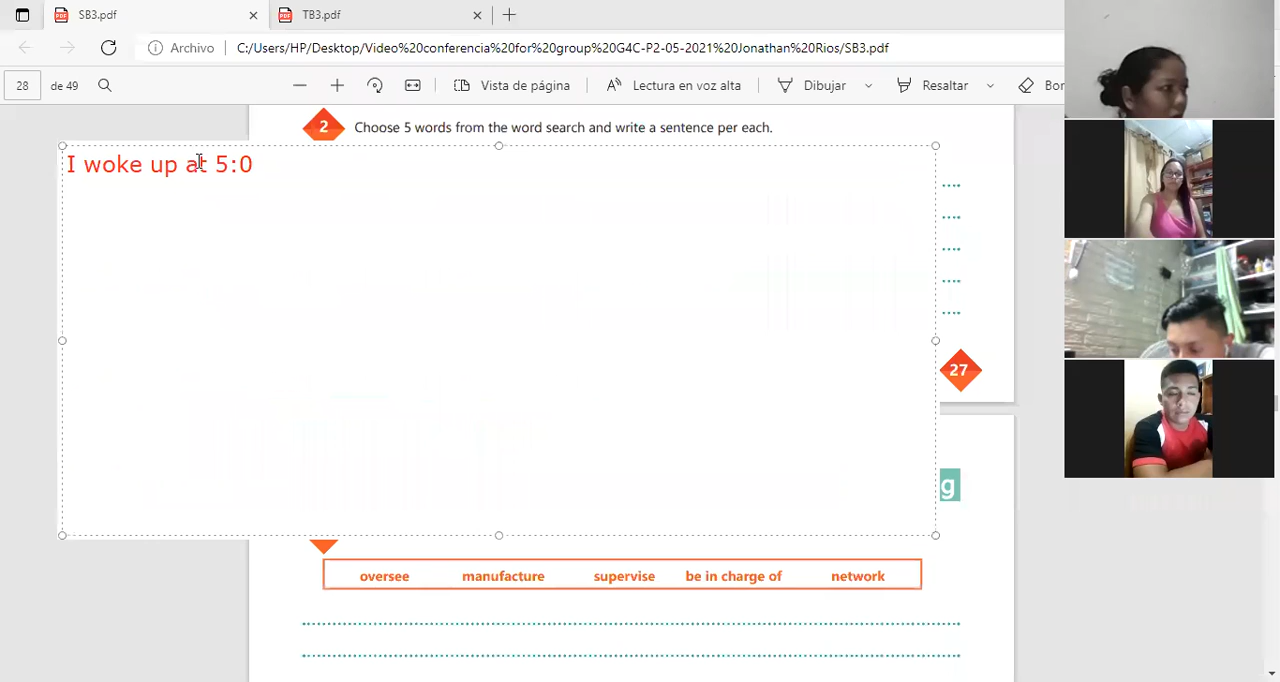 SB3.pdf
TB3.pdf
Archivo
C:/Users/HP/Desktop/Video%20conferencia%20for%20group%20G4C-P2-05-2021%20Jonathan%20Rios/SB3.pdf
28
de 49
Vista de página
Lectura en voz alta
Dibujar
Resaltar
Bor
2
Choose 5 words from the word search and write a sentence per each.
I woke up at 5:0
27
g
oversee manufacture supervise be in charge of network